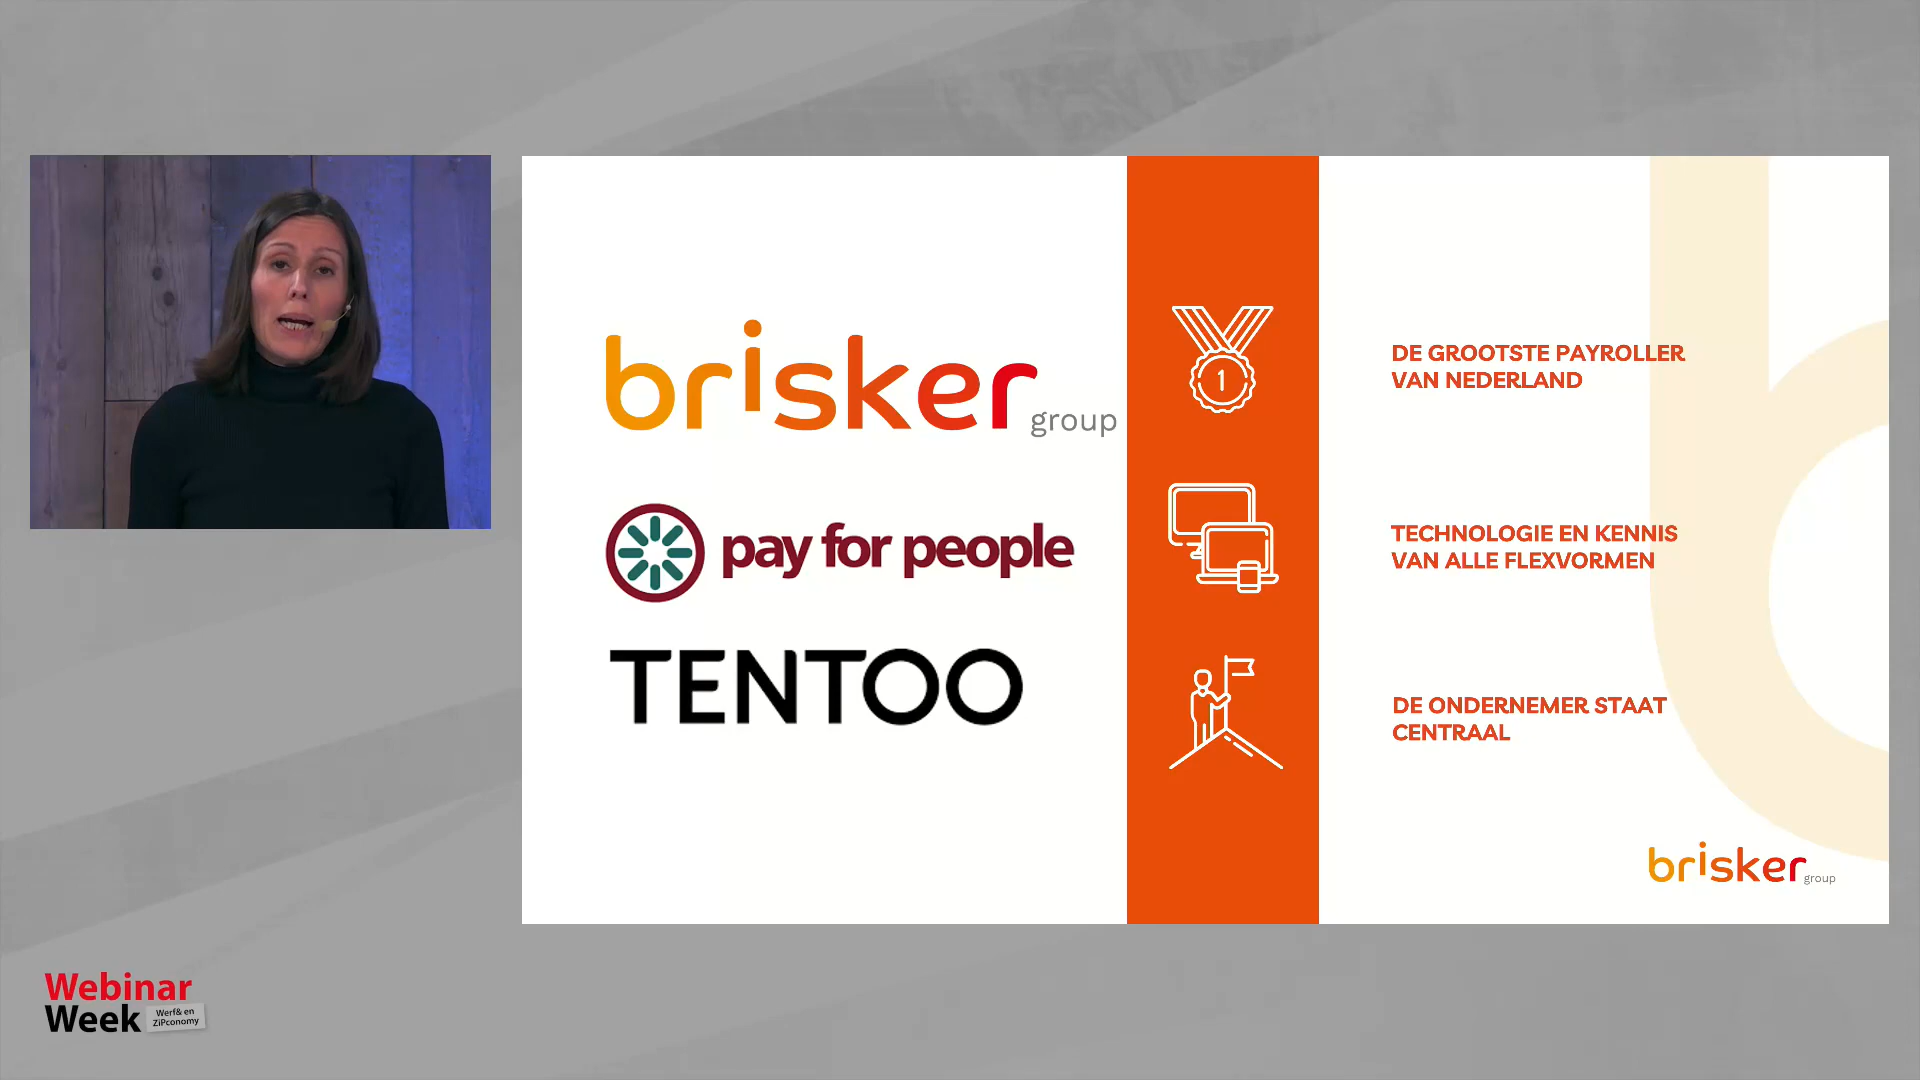 brisker
group
pay for people
TENTOO
1
DE GROOTSTE PAYROLLER
VAN NEDERLAND
TECHNOLOGIE EN KENNIS
VAN ALLE FLEXVORMEN
DE ONDERNEMER STAAT
CENTRAAL
brisker
group
Webinar
Week
Werf& en
ZiPconomy